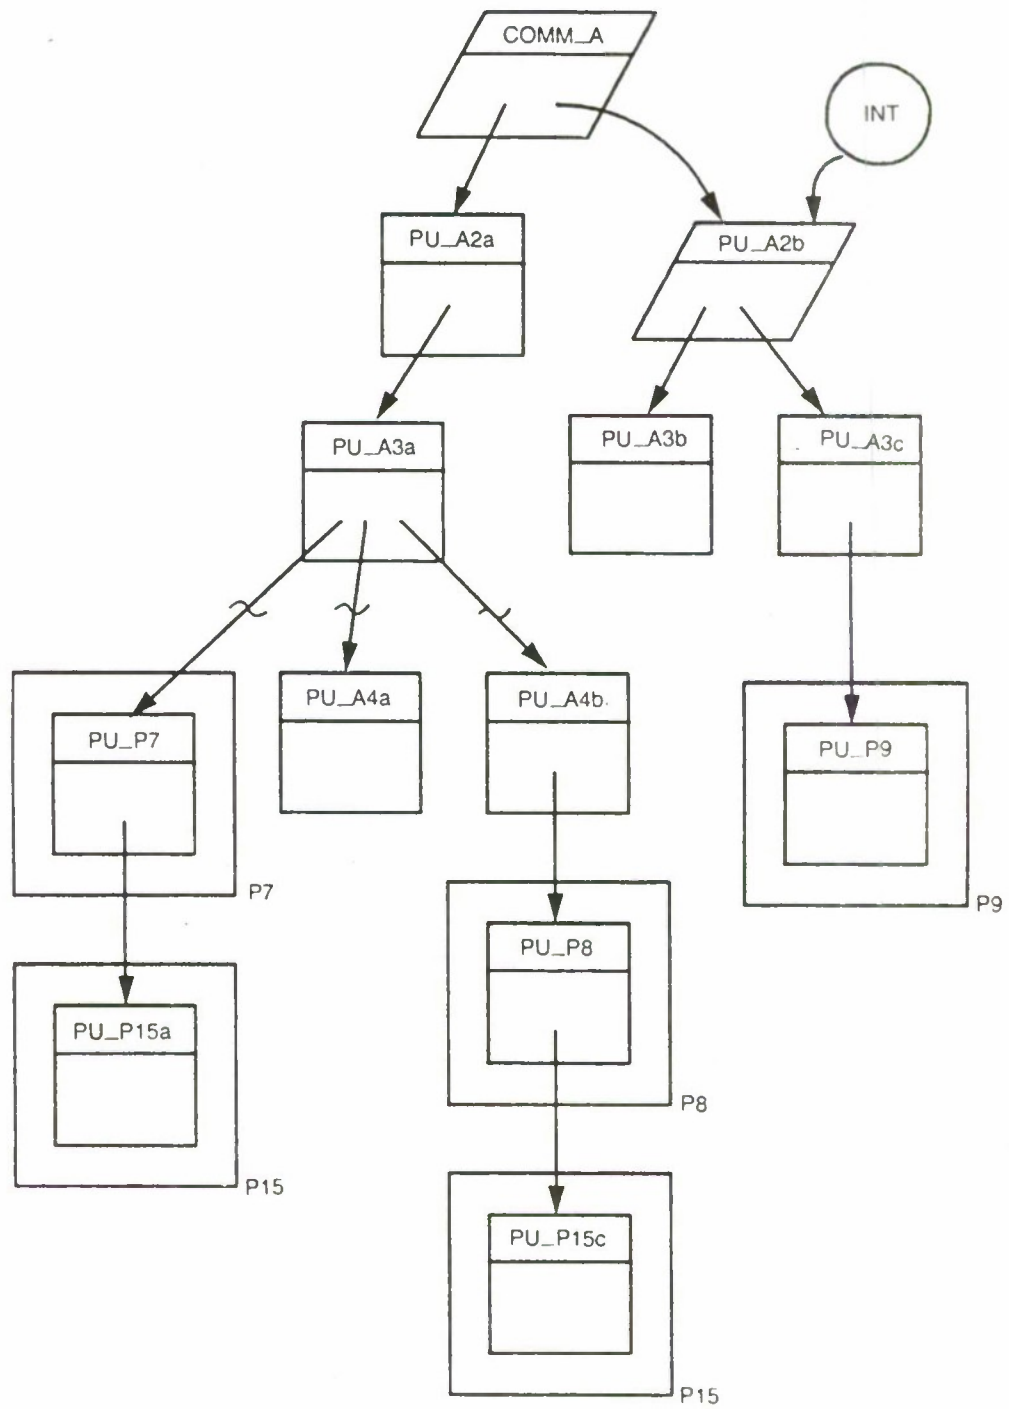 COMM_A
INT
PU_A2a
PU_A2b
PU_A3a
PU_A3b
PU_A3c
PU_P7
PU_A4a
PU_A4b
PU_P9
P7
P9
PU_P8
PU_P15a
P8
P15
PU_P15c
P15